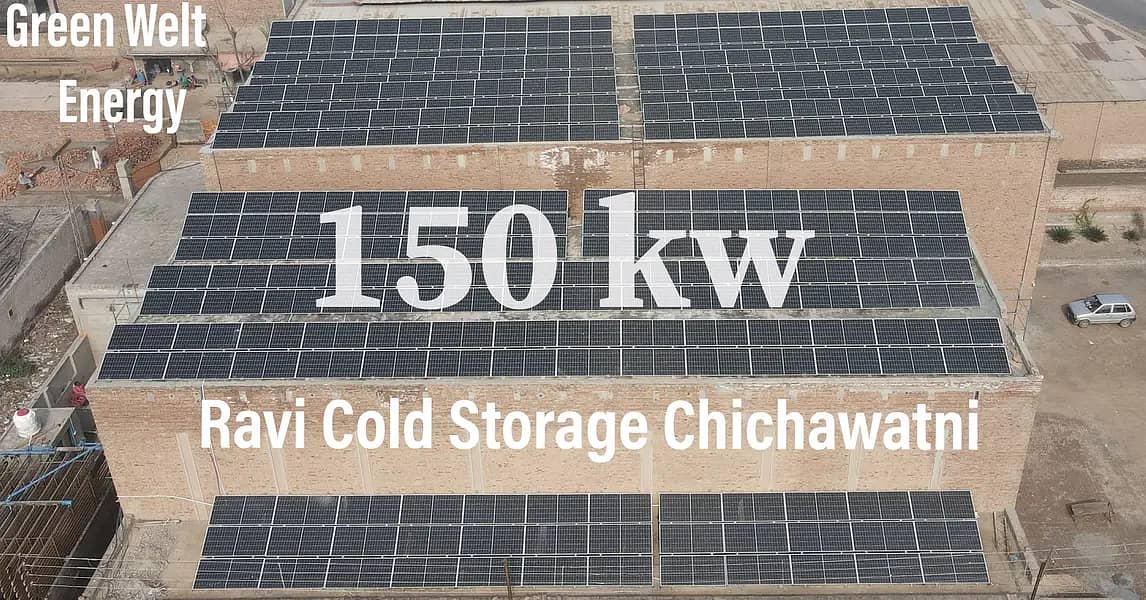 Green Welt
Energy
150 kw
Ravi Cold Storage Chichawatni